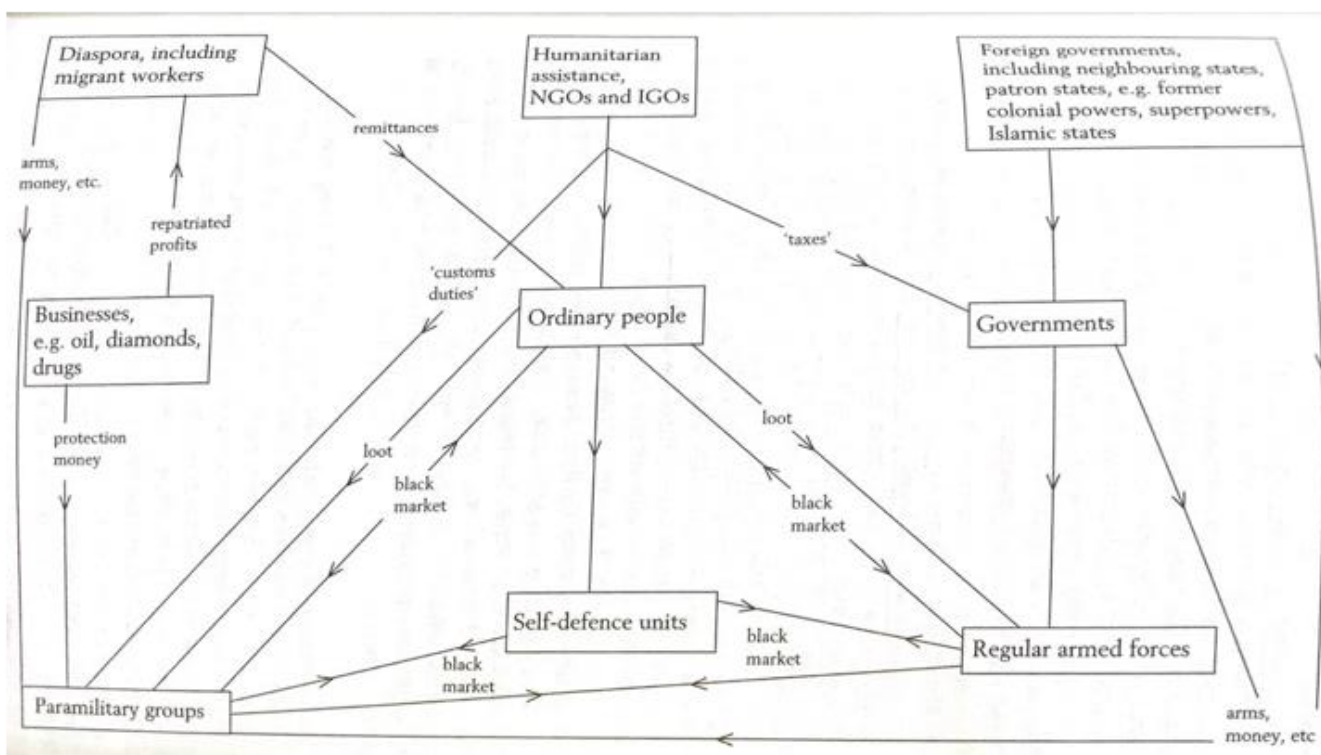 Diaspora, including
migrant workers
Humanitarian
assistance,
NGOs and IGOs
Foreign governments,
including neighbouring states,
patron states, e.g. former
colonial powers, superpowers,
Islamic states
remittances
arms,
money, etc.
repatriated
profits
'taxes'
'customs
duties'
Businesses,
e.g. oil, diamonds,
drugs
Ordinary people
Governments
protection
money
loot
black
market
loot
black
market
Self-defence units
black
market
black
market
Regular armed forces
Paramilitary groups
arms,
money, etc